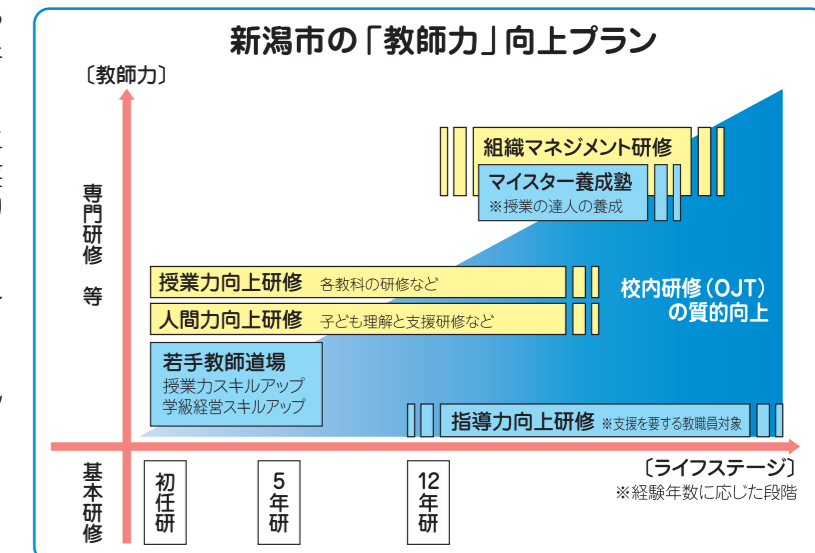 新潟市の「教師力」向上プラン
〔教師力〕
専門研修 等
組織マネジメント研修
マイスター養成塾
※授業の達人の養成
授業力向上研修 各教科の研修など
人間力向上研修 子ども理解と支援研修など
校内研修(OJT)
の質的向上
若手教師道場
授業力スキルアップ
学級経営スキルアップ
指導力向上研修 ※支援を要する教職員対象
〔ライフステージ〕
※経験年数に応じた段階
基本研修
初任研
5年研
12年研